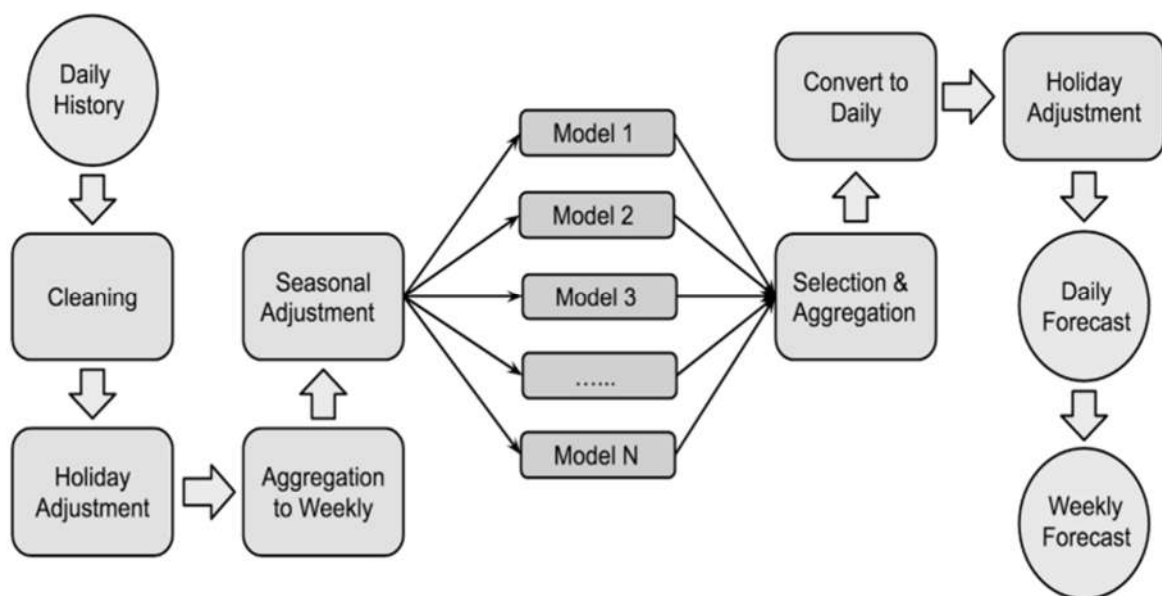 Daily
History
Cleaning
Holiday
Adjustment
Aggregation
to Weekly
Seasonal
Adjustment
Model 1
Model 2
Model 3
…...
Model N
Selection &
Aggregation
Convert to
Daily
Holiday
Adjustment
Daily
Forecast
Weekly
Forecast